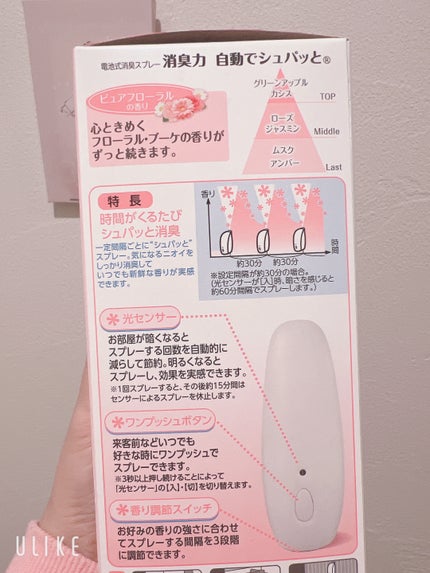 電池式消臭スプレー 消臭力 自動でシュパッと®
ピュアフローラル
の香り
心ときめく
フローラル・ブーケの香りが
ずっと続きます。
グリーンアップル
カシス
TOP
ローズ
ジャスミン
Middle
ムスク
アンバー
Last
特長
時間がくるたび
シュパッと消臭
一定間隔ごとに"シュパッと"
スプレー。気になるニオイを
しっかり消臭して
いつでも新鮮な香りが実感
できます。
香り
時間
約30分 約30分
※設定間隔が約30分の場合。
(光センサーが[入]時、暗さを感じると
約60分間隔でスプレーします。)
光センサー
お部屋が暗くなると
スプレーする回数を自動的に
減らして節約。明るくなると
スプレーし、効果を実感できます。
※1回スプレーすると、その後約15分間は
センサーによるスプレーを休止します。
ワンプッシュボタン
来客前などいつでも
好きな時にワンプッシュで
スプレーできます。
※3秒以上押し続けることによって
「光センサー」の[入]・[切]を切り替えます。
香り調節スイッチ
お好みの香りの強さに合わせ
てスプレーする間隔を3段階
に調節できます。
ULIKE